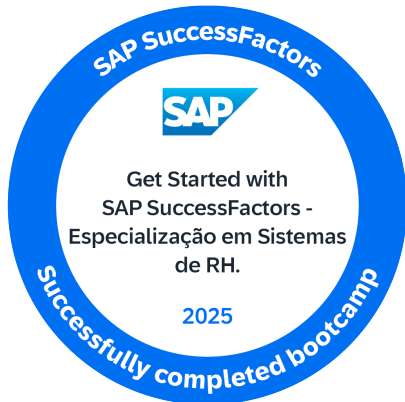 SAP SuccessFactors
SAP
Get Started with
SAP SuccessFactors -
Especialização em Sistemas
de RH.
2025
Successfully completed bootcamp